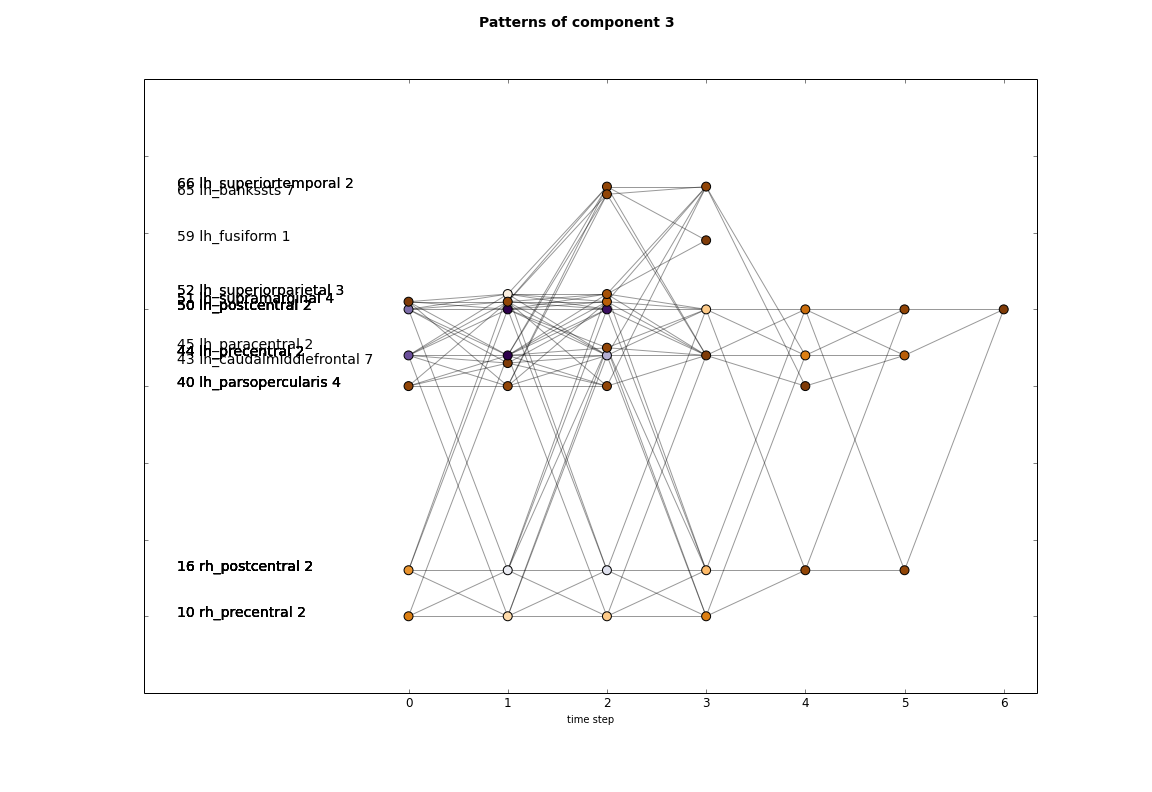 Patterns of component 3
66 lh_superiortemporal 2
65 lh_bankssts 7
59 lh_fusiform 1
52 lh_superiorparietal 3
51 lh_supramarginal 4
50 lh_postcentral 2
45 lh_paracentral 2
44 lh_precentral 2
43 lh_caudalmiddlefrontal 7
40 lh_parsopercularis 4
16 rh_postcentral 2
10 rh_precentral 2
0 1 2 3 4 5 6
time step